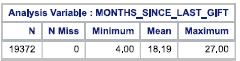 Analysis Variable : MONTHS_SINCE_LAST_GIFT
N N Miss Minimum Mean Maximum
19372 0 4,00 18,19 27,00